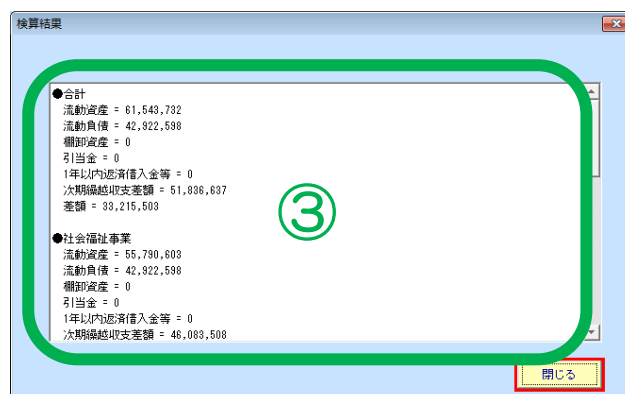 検算結果
●合計
流動資産 = 61,543,732
流動負債 = 42,922,598
棚卸資産 = 0
引当金 = 0
1年以内返済借入金等 = 0
次期繰越収支差額 = 51,836,637
差額 = 33,215,503
③
●社会福祉事業
流動資産 = 55,790,603
流動負債 = 42,922,598
棚卸資産 = 0
引当金 = 0
1年以内返済借入金等 = 0
次期繰越収支差額 = 46,083,508
閉じる